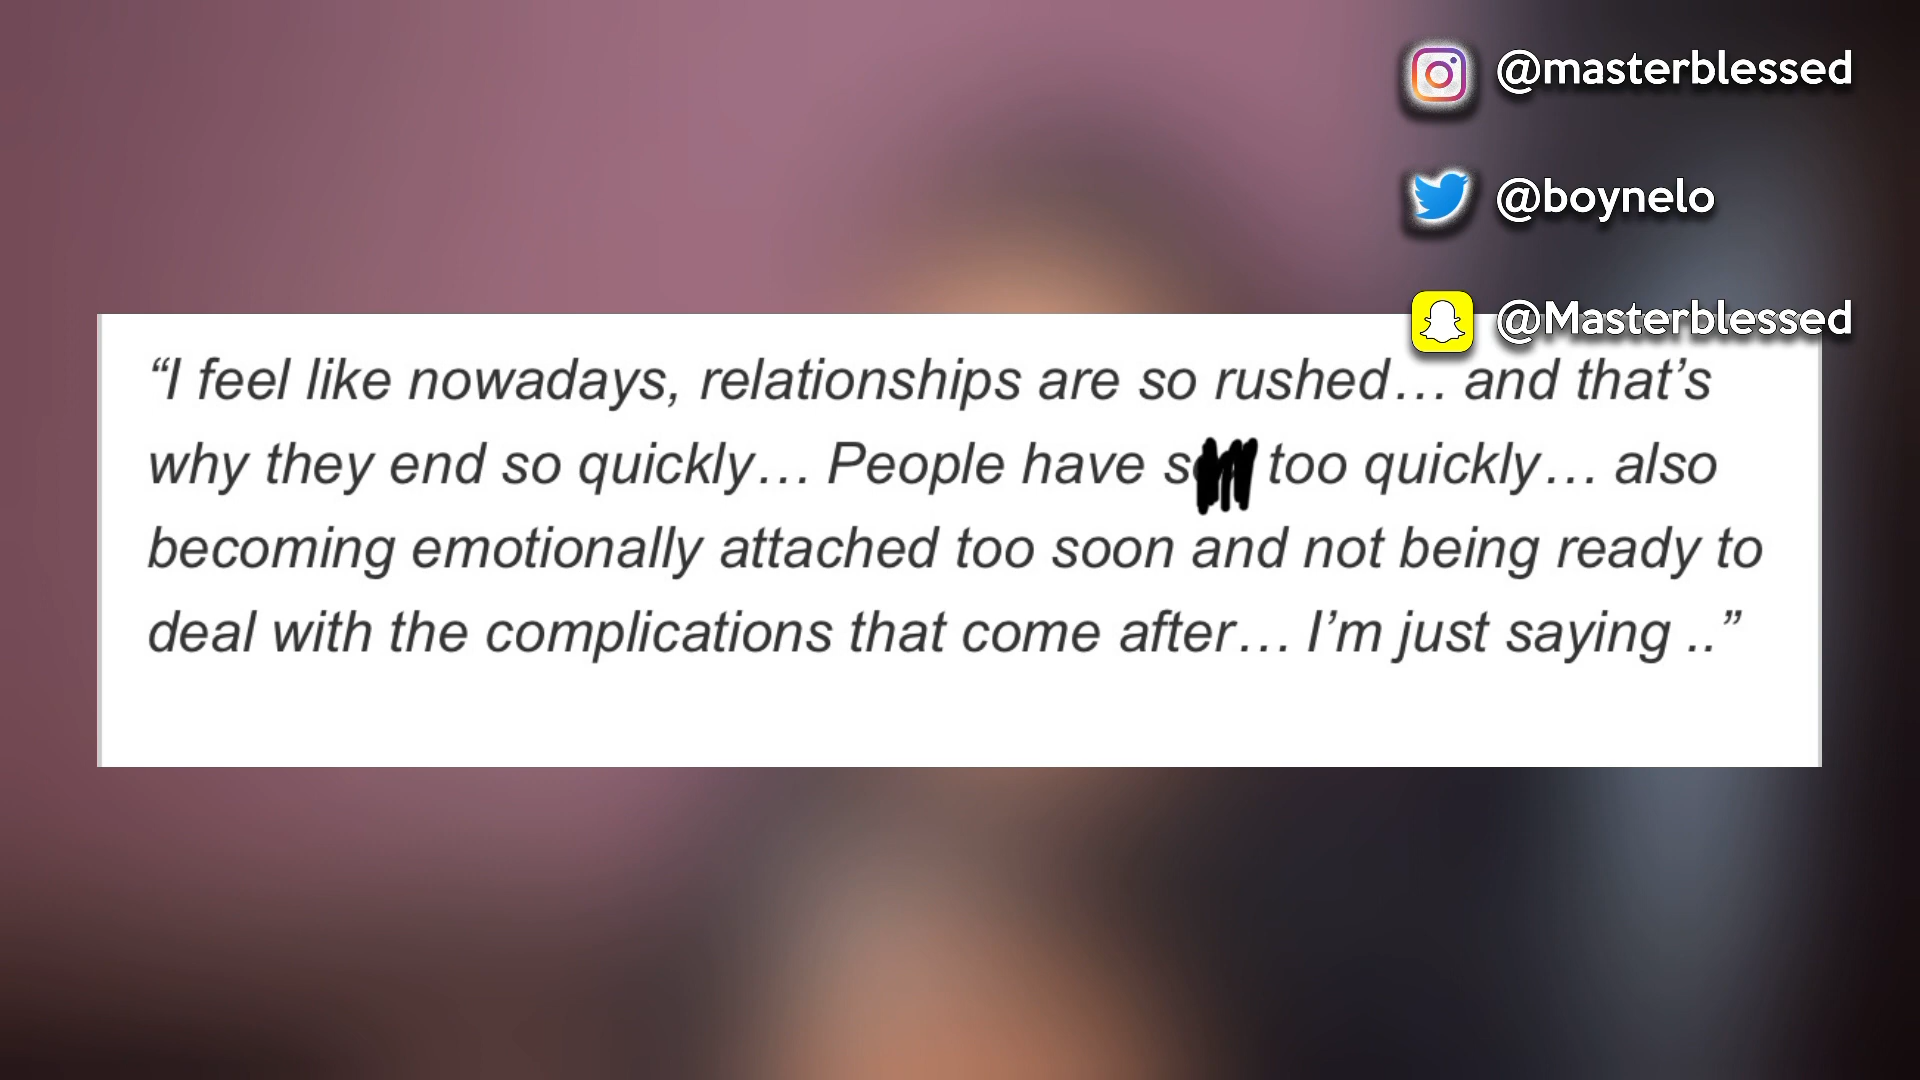 @masterblessed
@boynelo
@Masterblessed
“I feel like nowadays, relationships are so rushed… and that’s
why they end so quickly… People have too quickly… also
becoming emotionally attached too soon and not being ready to
deal with the complications that come after… I’m just saying ..”